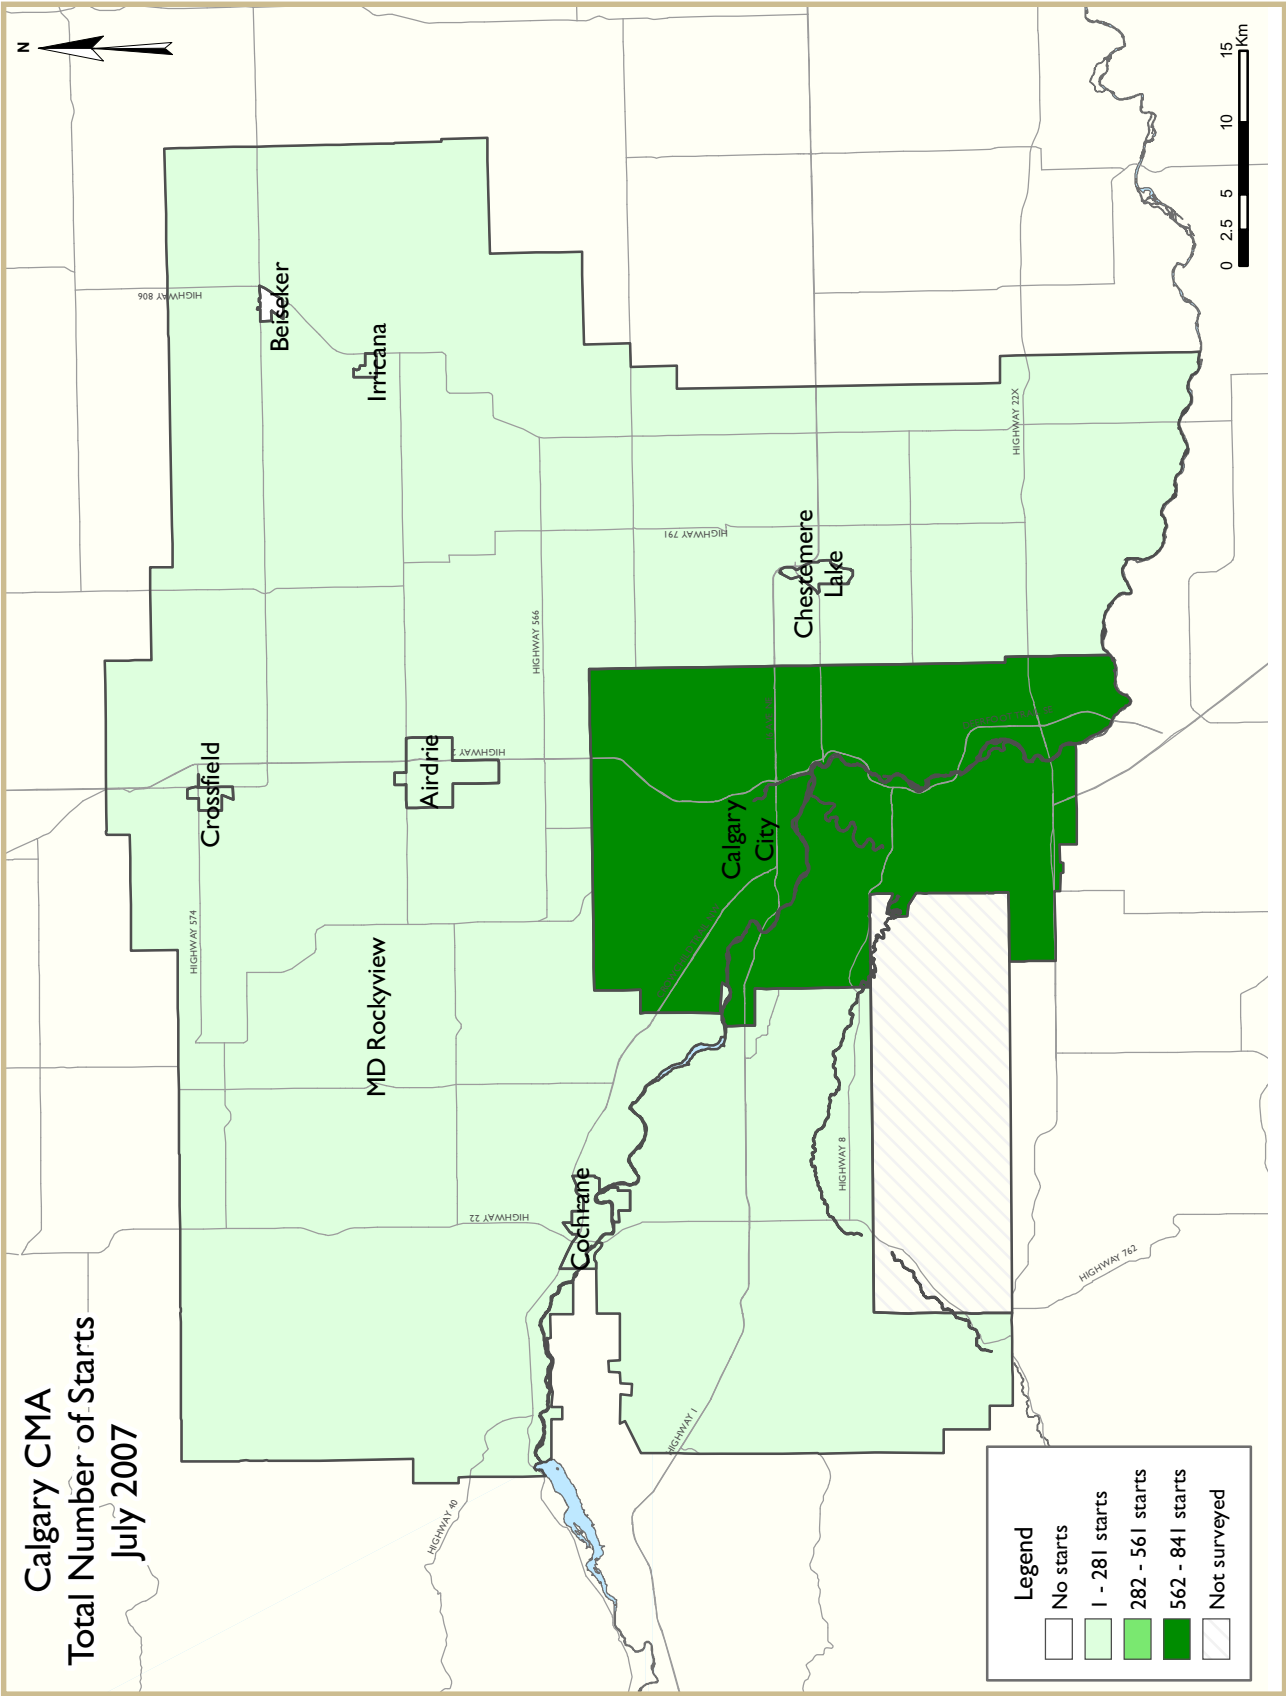 Calgary CMA
Total Number of Starts
July 2007
N
HIGHWAY 806
Beiseker
Irricana
HIGHWAY 574
Crossfield
Airdrie
HIGHWAY 2
HIGHWAY 566
HIGHWAY 791
MD Rockyview
HIGHWAY 22
Cochrane
HIGHWAY 40
HIGHWAY 1
Calgary
City
Chestemere
Lake
HIGHWAY 22X
HIGHWAY 8
HIGHWAY 762
Legend
No starts
1 - 281 starts
282 - 561 starts
562 - 841 starts
Not surveyed
0 2.5 5 10 15
Km